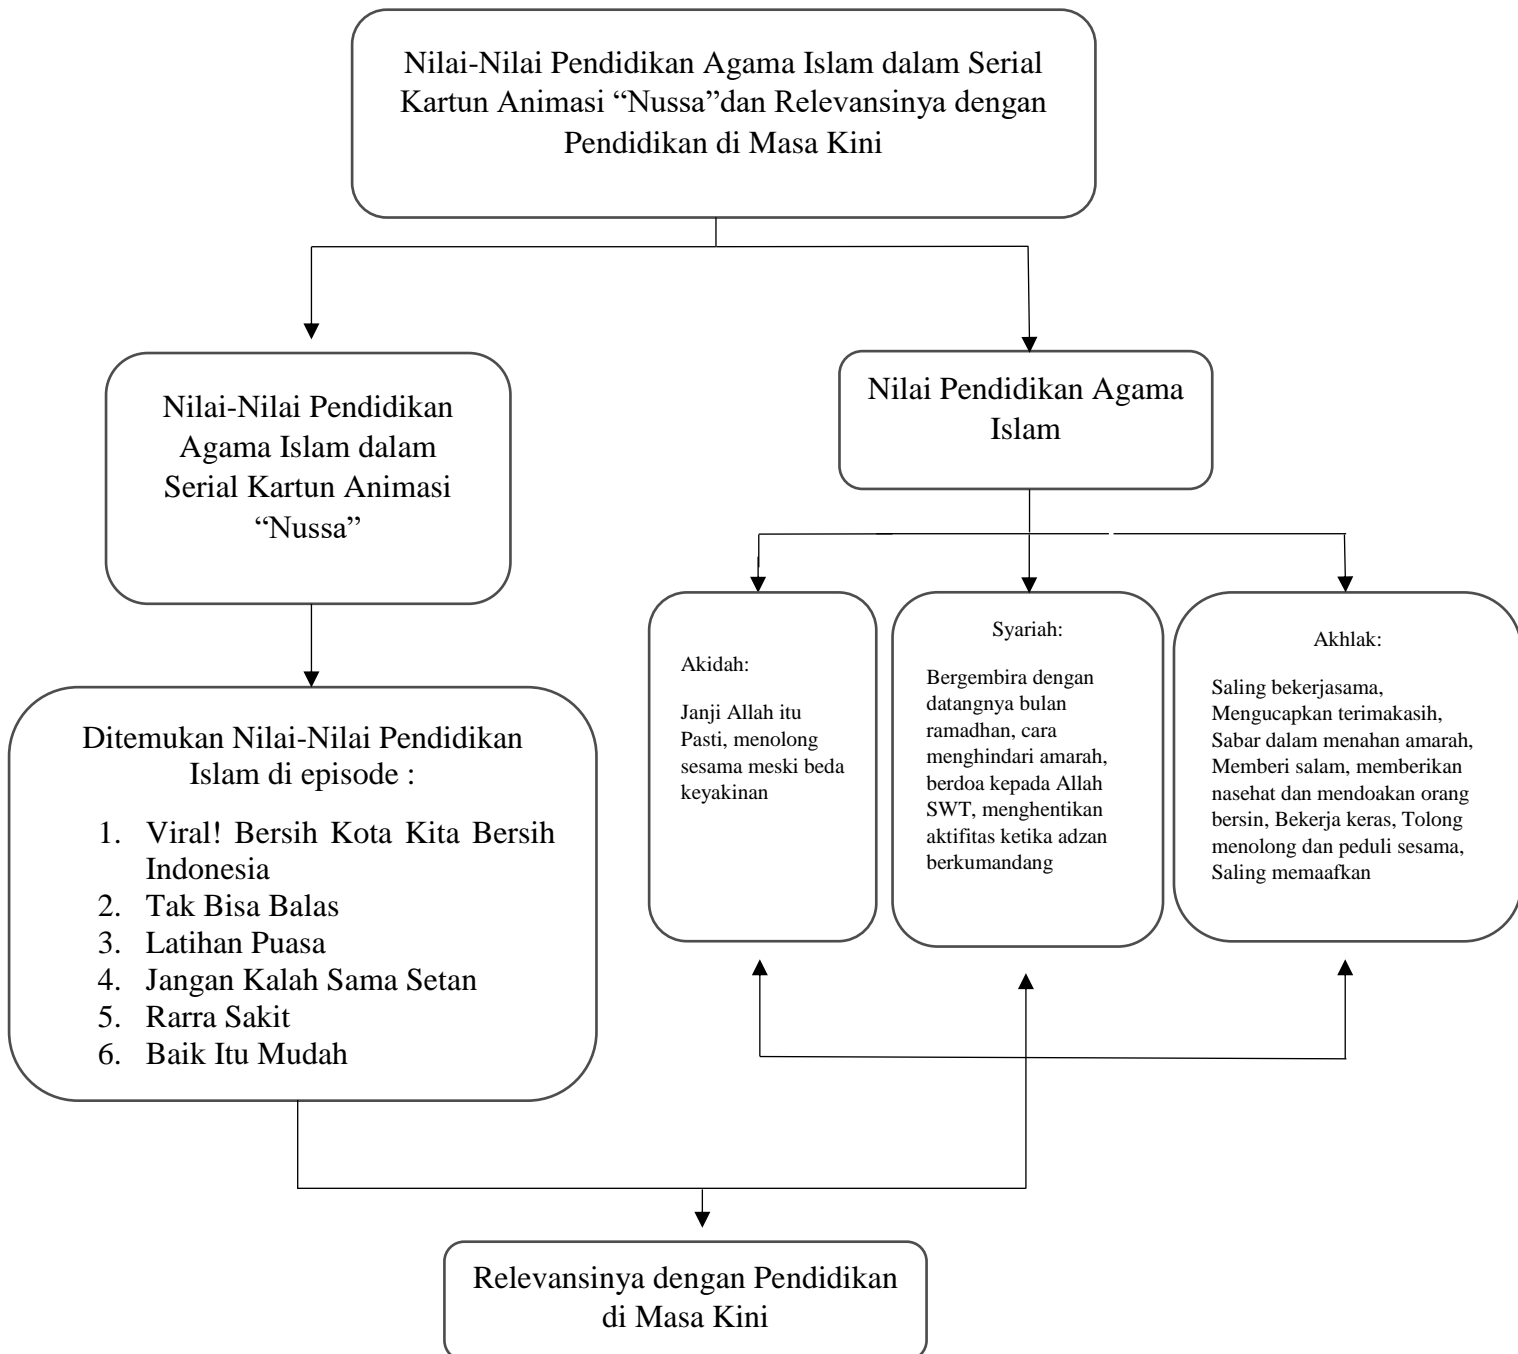 Nilai-Nilai Pendidikan Agama Islam dalam Serial
Kartun Animasi “Nussa”dan Relevansinya dengan
Pendidikan di Masa Kini
Nilai-Nilai Pendidikan
Agama Islam dalam
Serial Kartun Animasi
“Nussa”
Nilai Pendidikan Agama
Islam
Ditemukan Nilai-Nilai Pendidikan
Islam di episode :
1. Viral! Bersih Kota Kita Bersih
Indonesia
2. Tak Bisa Balas
3. Latihan Puasa
4. Jangan Kalah Sama Setan
5. Rarra Sakit
6. Baik Itu Mudah
Akidah:
Janji Allah itu
Pasti, menolong
sesama meski beda
keyakinan
Syariah:
Bergembira dengan
datangnya bulan
ramadhan, cara
menghindari amarah,
berdoa kepada Allah
SWT, menghentikan
aktifitas ketika adzan
berkumandang
Akhlak:
Saling bekerjasama,
Mengucapkan terimakasih,
Sabar dalam menahan amarah,
Memberi salam, memberikan
nasehat dan mendoakan orang
bersin, Bekerja keras, Tolong
menolong dan peduli sesama,
Saling memaafkan
Relevansinya dengan Pendidikan
di Masa Kini